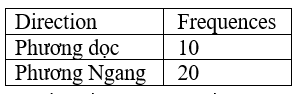 Direction Frequences
Phương dọc 10
Phương Ngang 20